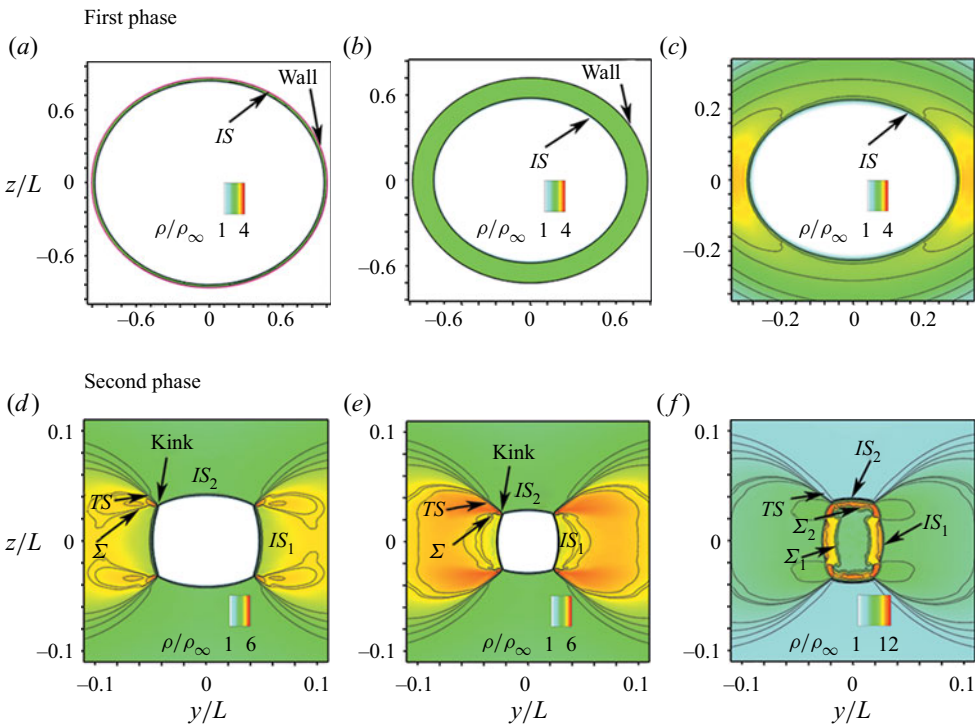 First phase
(a) (b) (c)
Wall
IS
ρ/ρ∞ 1 4
z/L
0.6
0
–0.6
–0.6 0 0.6
Wall
IS
ρ/ρ∞ 1 4
0.6
0
–0.6
–0.6 0 0.6
IS
ρ/ρ∞ 1 4
0.2
0
–0.2
–0.2 0 0.2
Second phase
(d) (e) (f)
Kink
IS2
TS
Σ
IS1
ρ/ρ∞ 1 6
z/L
0.1
0
–0.1
–0.1 0 0.1
y/L
Kink
IS2
TS
Σ
IS1
ρ/ρ∞ 1 6
0.1
0
–0.1
–0.1 0 0.1
y/L
IS2
TS
Σ2
IS1
Σ1
ρ/ρ∞ 1 12
z/L
0.1
0
–0.1
–0.1 0 0.1
y/L